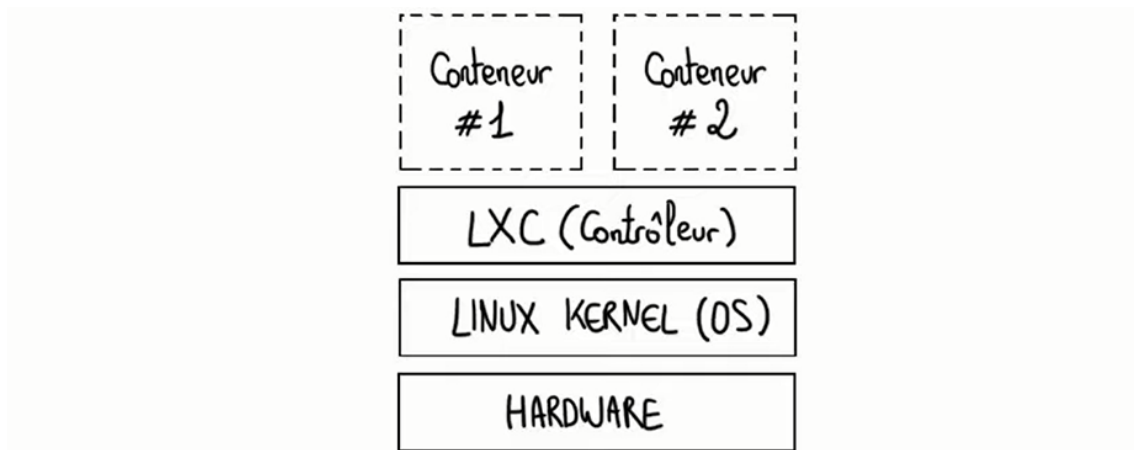 Conteneur
#1
Conteneur
#2
LXC (Contrôleur)
LINUX KERNEL (OS)
HARDWARE